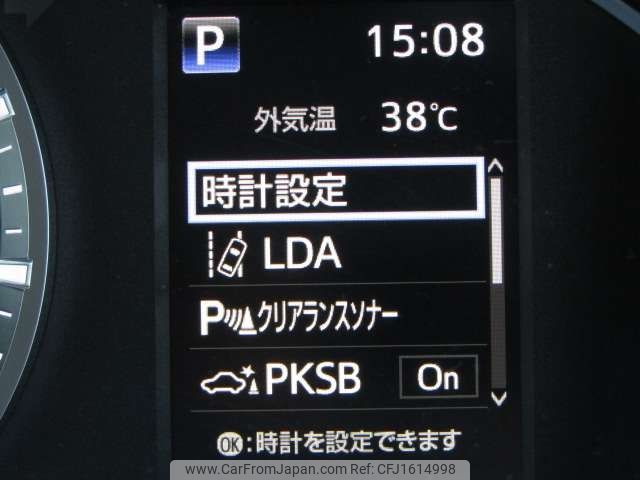 P 15:08
外気温 38℃
時計設定
LDA
P クリアランスソナー
PKSB On
OK:時計を設定できます
www.CarFromJapan.com CFJ1614998